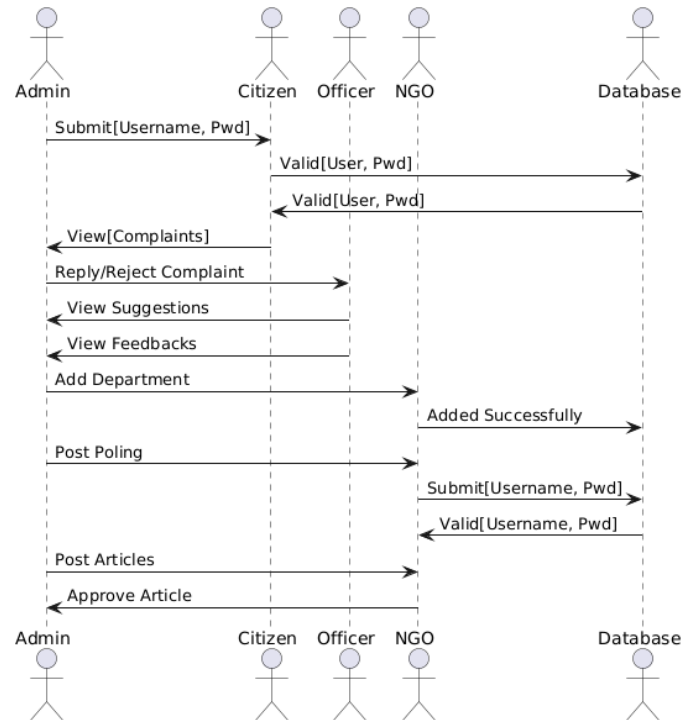 Admin Citizen Officer NGO Database
Submit[Username, Pwd]
Valid[User, Pwd]
Valid[User, Pwd]
View[Complaints]
Reply/Reject Complaint
View Suggestions
View Feedbacks
Add Department
Added Successfully
Post Poling
Submit[Username, Pwd]
Valid[Username, Pwd]
Post Articles
Approve Article
Admin Citizen Officer NGO Database